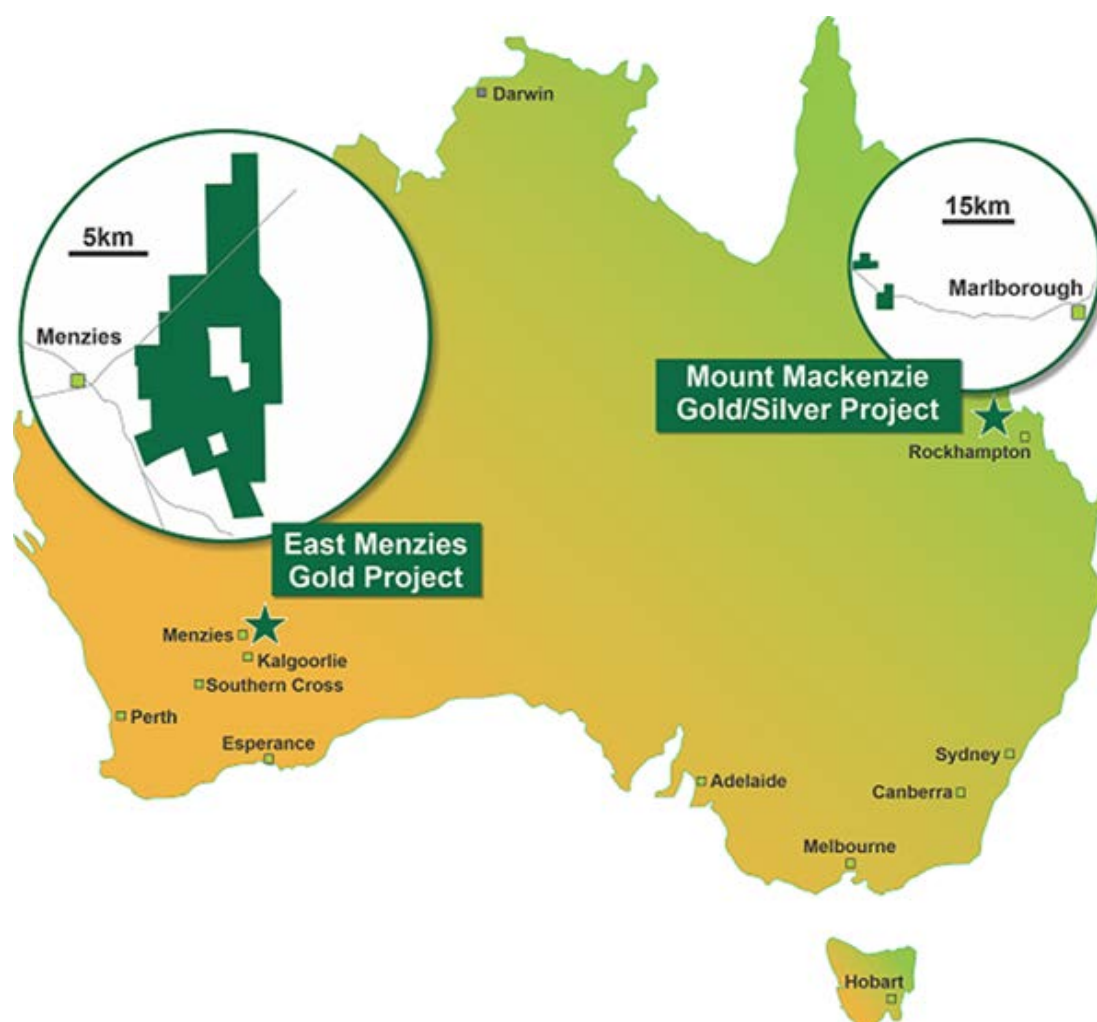 Darwin
5km
Menzies
15km
Marlborough
Mount Mackenzie
Gold/Silver Project
Rockhampton
East Menzies
Gold Project
Menzies
Kalgoorlie
Southern Cross
Perth
Esperance
Adelaide
Sydney
Canberra
Melbourne
Hobart